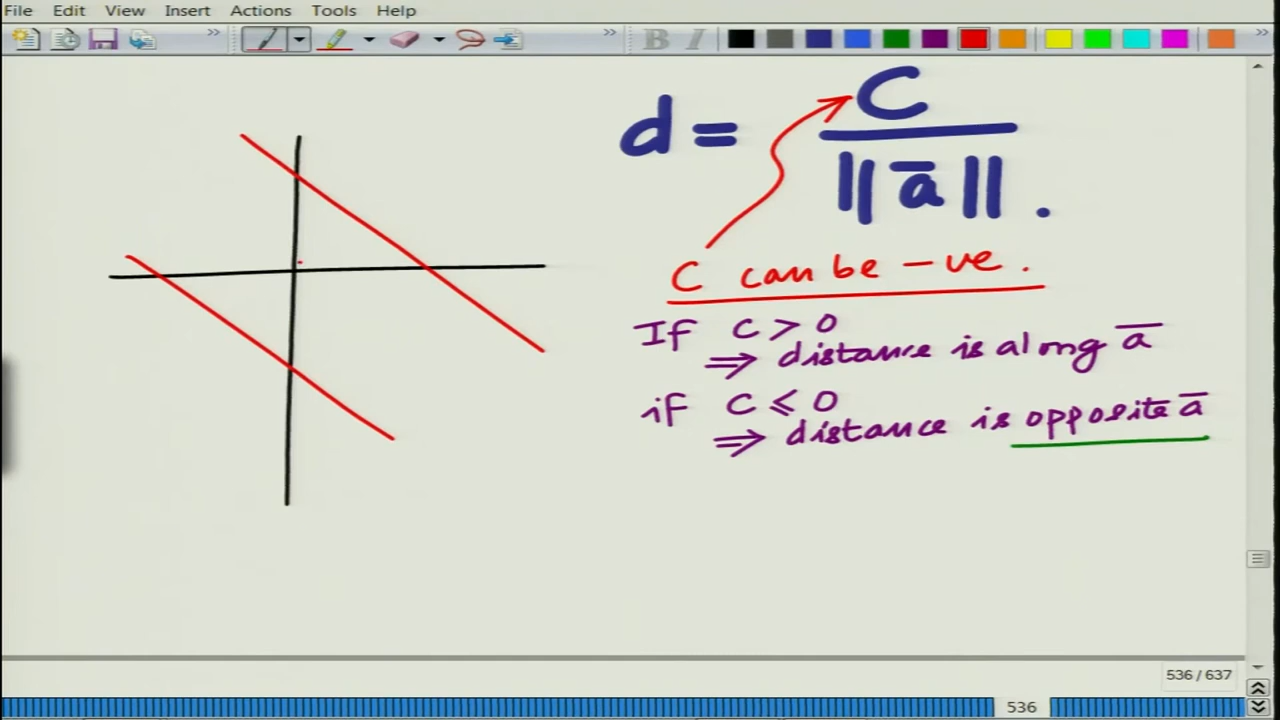 File Edit View Insert Actions Tools Help
B I
d = C / ||a̅|| .
C can be -ve .
If C > 0
⇒ distance is along a̅
if C ≤ 0
⇒ distance is opposite a̅
536 / 637
536